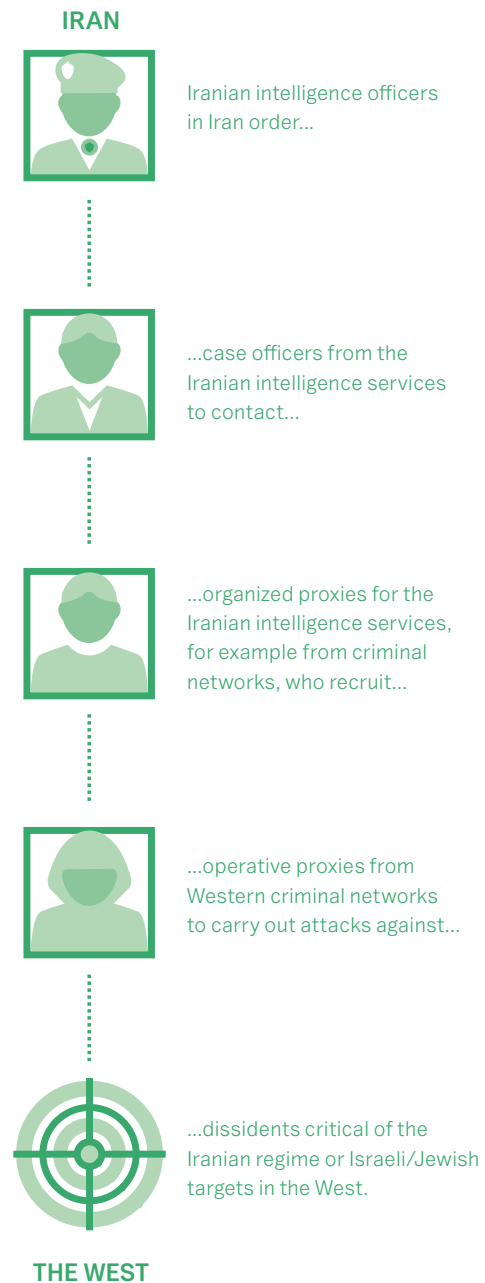 IRAN
Iranian intelligence officers
in Iran order...
...case officers from the
Iranian intelligence services
to contact...
...organized proxies for the
Iranian intelligence services,
for example from criminal
networks, who recruit...
...operative proxies from
Western criminal networks
to carry out attacks against...
...dissidents critical of the
Iranian regime or Israeli/Jewish
targets in the West.
THE WEST